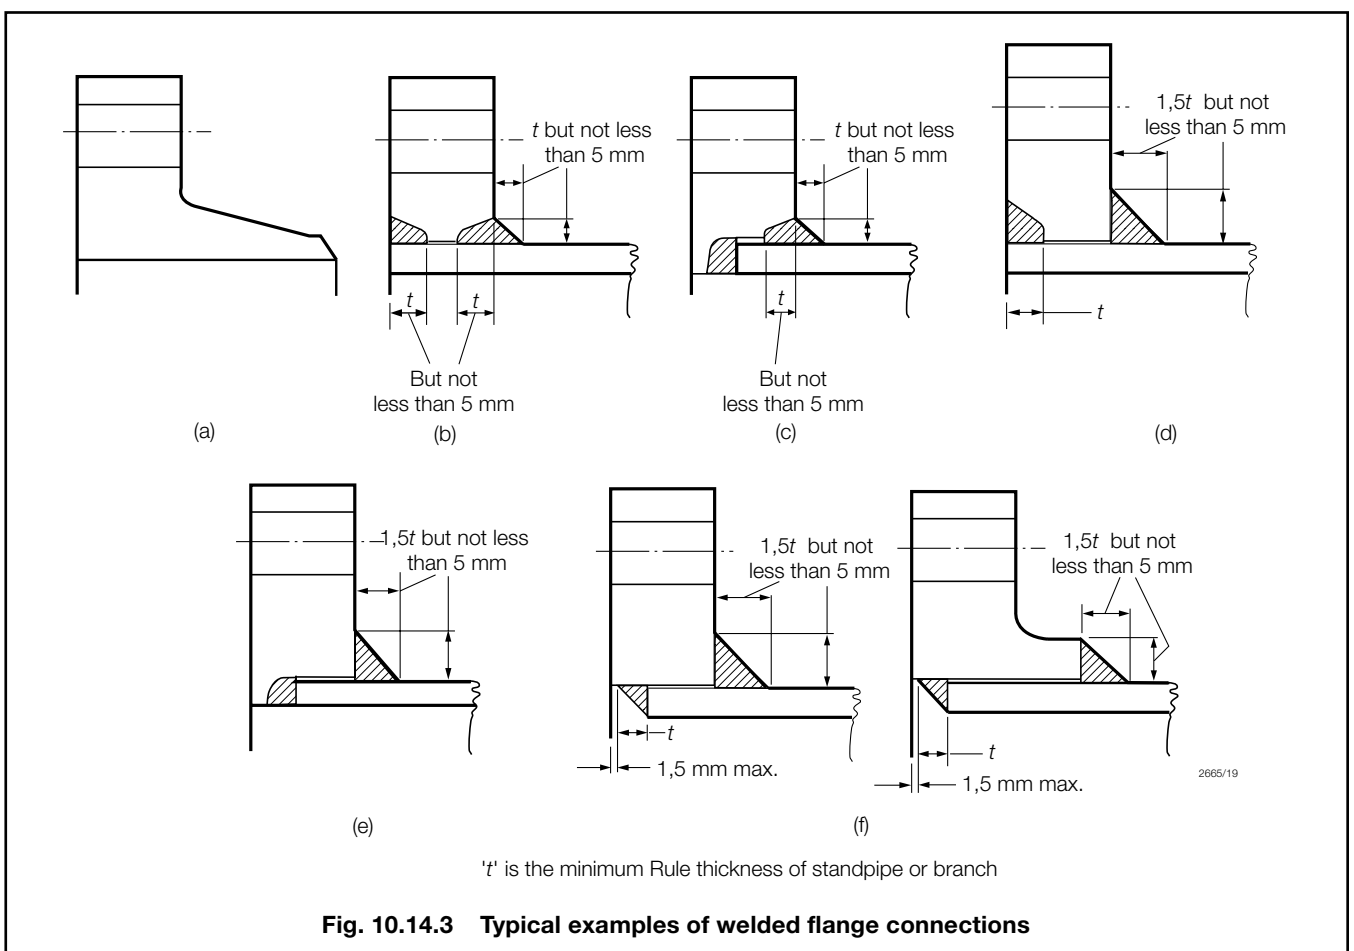 t but not less
than 5 mm
t but not less
than 5 mm
1,5t but not
less than 5 mm
t
t
t
t
But not
less than 5 mm
But not
less than 5 mm
(a)
(b)
(c)
(d)
1,5t but not less
than 5 mm
1,5t but not
less than 5 mm
1,5t but not
less than 5 mm
t
t
1,5 mm max.
1,5 mm max.
2665/19
(e)
(f)
't' is the minimum Rule thickness of standpipe or branch
Fig. 10.14.3 Typical examples of welded flange connections